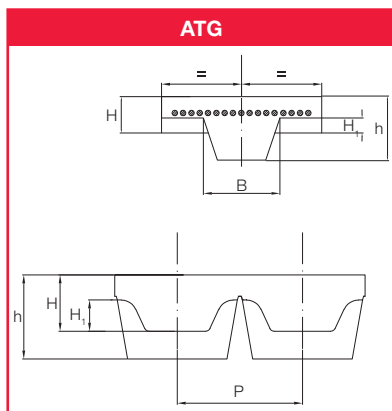 ATG
= =
H H₁ h
B
h H H₁
P